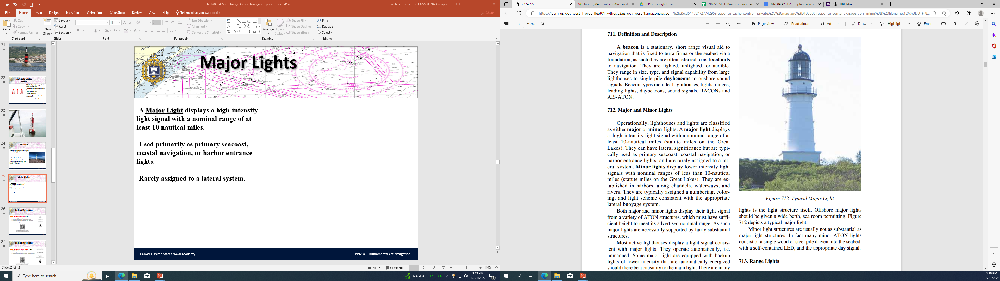 NN284-04-Short Range Aids to Navigation.pptx - PowerPoint
Wilhelm, Robert G LT USN USNA Annapolis
File Home Insert Design Transitions Animations Slide Show Review View Help Tell me what you want to do
Share
Paste
Cut
Copy
Format Painter
Clipboard
New
Slide
Layout
Reset
Section
Slides
18
Font
Text Direction
Align Text
Convert to SmartArt
Paragraph
Arrange
Quick
Styles
Shape Fill
Shape Outline
Shape Effects
Drawing
Find
Replace
Select
Editing
21
22
IALA Safe Water
Marks
23
24
Beacons
25
Major Lights
26
Sailing Directions
27
Sailing Directions
Major Lights
-A Major Light displays a high-intensity
light signal with a nominal range of at
least 10 nautical miles.
-Used primarily as primary seacoast,
coastal navigation, or harbor entrance
lights.
-Rarely assigned to a lateral system.
SEANAV I United States Naval Academy
NN284 – Fundamentals of Navigation
Slide 25 of 42
Notes
Comments
114%
Type here to search
NASDAQ +1.38%
3:19 PM
12/21/2022
9
2774295
Inbox (284) - rwilhelm@usna.edu
PPTs - Google Drive
NN220 SKED Brainstorming.xlsx
NN284 AY 2023 - Syllabus.docx
HBOMax
https://learn-us-gov-west-1-prod-fleet01-xythos.s3.us-gov-west-1.amazonaws.com/62b35cd514724/2774295?response-cache-control=private%2C%20max-age%3D10800&response-content-disposition=inline%3B%20filename%2A%3DUTF-8...
132 of 789
Page view
Read aloud
Add text
Draw
Highlight
Erase
711. Definition and Description
A beacon is a stationary, short range visual aid to
navigation that is fixed to terra firma or the seabed via a
foundation, as such they are often referred to as fixed aids
to navigation. They are lighted, unlighted, or audible.
They range in size, type, and signal capability from large
lighthouses to single-pile daybeacons to onshore sound
signals. Beacon types include: Lighthouses, lights, ranges,
leading lights, daybeacons, sound signals, RACONs and
AIS-ATON.
712. Major and Minor Lights
Operationally, lighthouses and lights are classified
as either major or minor lights. A major light displays
a high-intensity light signal with a nominal range of at
least 10-nautical miles (statute miles on the Great
Lakes). They can have lateral significance but are typi-
cally used as primary seacoast, coastal navigation, or
harbor entrance lights, and are rarely assigned to a lat-
eral system. Minor lights display lower intensity light
signals with nominal ranges of less than 10-nautical
miles (statute miles on the Great Lakes). They are es-
tablished in harbors, along channels, waterways, and
rivers. They are typically assigned a numbering, color-
ing, and light scheme consistent with the appropriate
lateral buoyage system.
Both major and minor lights display their light signal
from a variety of ATON structures, which must have suffi-
cient height to meet its advertised nominal range. As such
major lights are necessarily supported by fairly substantial
structures.
Most active lighthouses display a light signal consis-
tent with major lights. They operate automatically, i.e.
unmanned. Some major light are equipped with backup
lights of lower intensity that are automatically energized
should there be a causality to the main light. There are many
Figure 712. Typical Major Light.
lights is the light structure itself. Offshore major lights
should be given a wide berth, sea room permitting. Figure
712 depicts a typical major light.
Minor light structures are usually not as substantial as
major light structures. In fact many minor ATON lights
consist of a single wood or steel pile driven into the seabed,
with a self-contained LED, and the appropriate day signal.
713. Range Lights
3:19 PM
12/21/2022